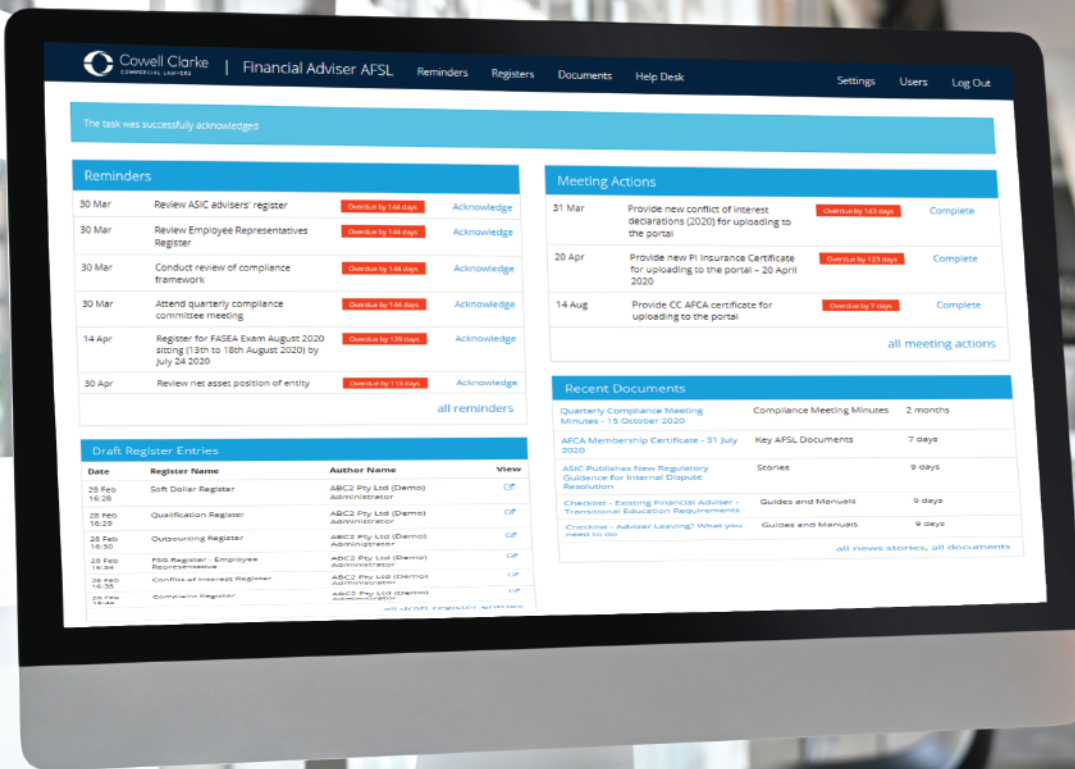 Cowell Clarke
COMMERCIAL LAWYERS
Financial Adviser AFSL
Reminders
Registers
Documents
Help Desk
Settings
Users
Log Out
The task was successfully acknowledged
Reminders
30 Mar Review ASIC advisers' register Overdue by 144 days Acknowledge
30 Mar Review Employee Representatives Overdue by 144 days Acknowledge
Register
30 Mar Conduct review of compliance Overdue by 144 days Acknowledge
framework
30 Mar Attend quarterly compliance Overdue by 144 days Acknowledge
committee meeting
14 Apr Register for FASEA Exam August 2020 Overdue by 129 days Acknowledge
sitting (13th to 18th August 2020) by
July 24 2020
30 Apr Review net asset position of entity Overdue by 113 days Acknowledge
all reminders
Draft Register Entries
Date Register Name Author Name View
28 Feb Soft Dollar Register ABC2 Pty Ltd (Demo)
16:28 Administrator
28 Feb Qualification Register ABC2 Pty Ltd (Demo)
16:29 Administrator
28 Feb Outsourcing Register ABC2 Pty Ltd (Demo)
16:30 Administrator
28 Feb FSG Register - Employee ABC2 Pty Ltd (Demo)
16:34 Representative Administrator
28 Feb Conflict of Interest Register ABC2 Pty Ltd (Demo)
16:35 Administrator
28 Feb Complaint Register ABC2 Pty Ltd (Demo)
Administrator
all draft register entries
Meeting Actions
31 Mar Provide new conflict of interest Overdue by 143 days Complete
declarations (2020) for uploading to
the portal
20 Apr Provide new PI Insurance Certificate Overdue by 123 days Complete
for uploading to the portal – 20 April
2020
14 Aug Provide CC AFCA certificate for Overdue by 7 days Complete
uploading to the portal
all meeting actions
Recent Documents
Quarterly Compliance Meeting Compliance Meeting Minutes 2 months
Minutes - 15 October 2020
AFCA Membership Certificate - 31 July Key AFSL Documents 7 days
2020
ASIC Publishes New Regulatory Stories 9 days
Guidance for Internal Dispute
Resolution
Checklist - Existing Financial Adviser - Guides and Manuals 9 days
Transitional Education Requirements
Checklist - Adviser Leaving? What you Guides and Manuals 9 days
need to do
all news stories, all documents